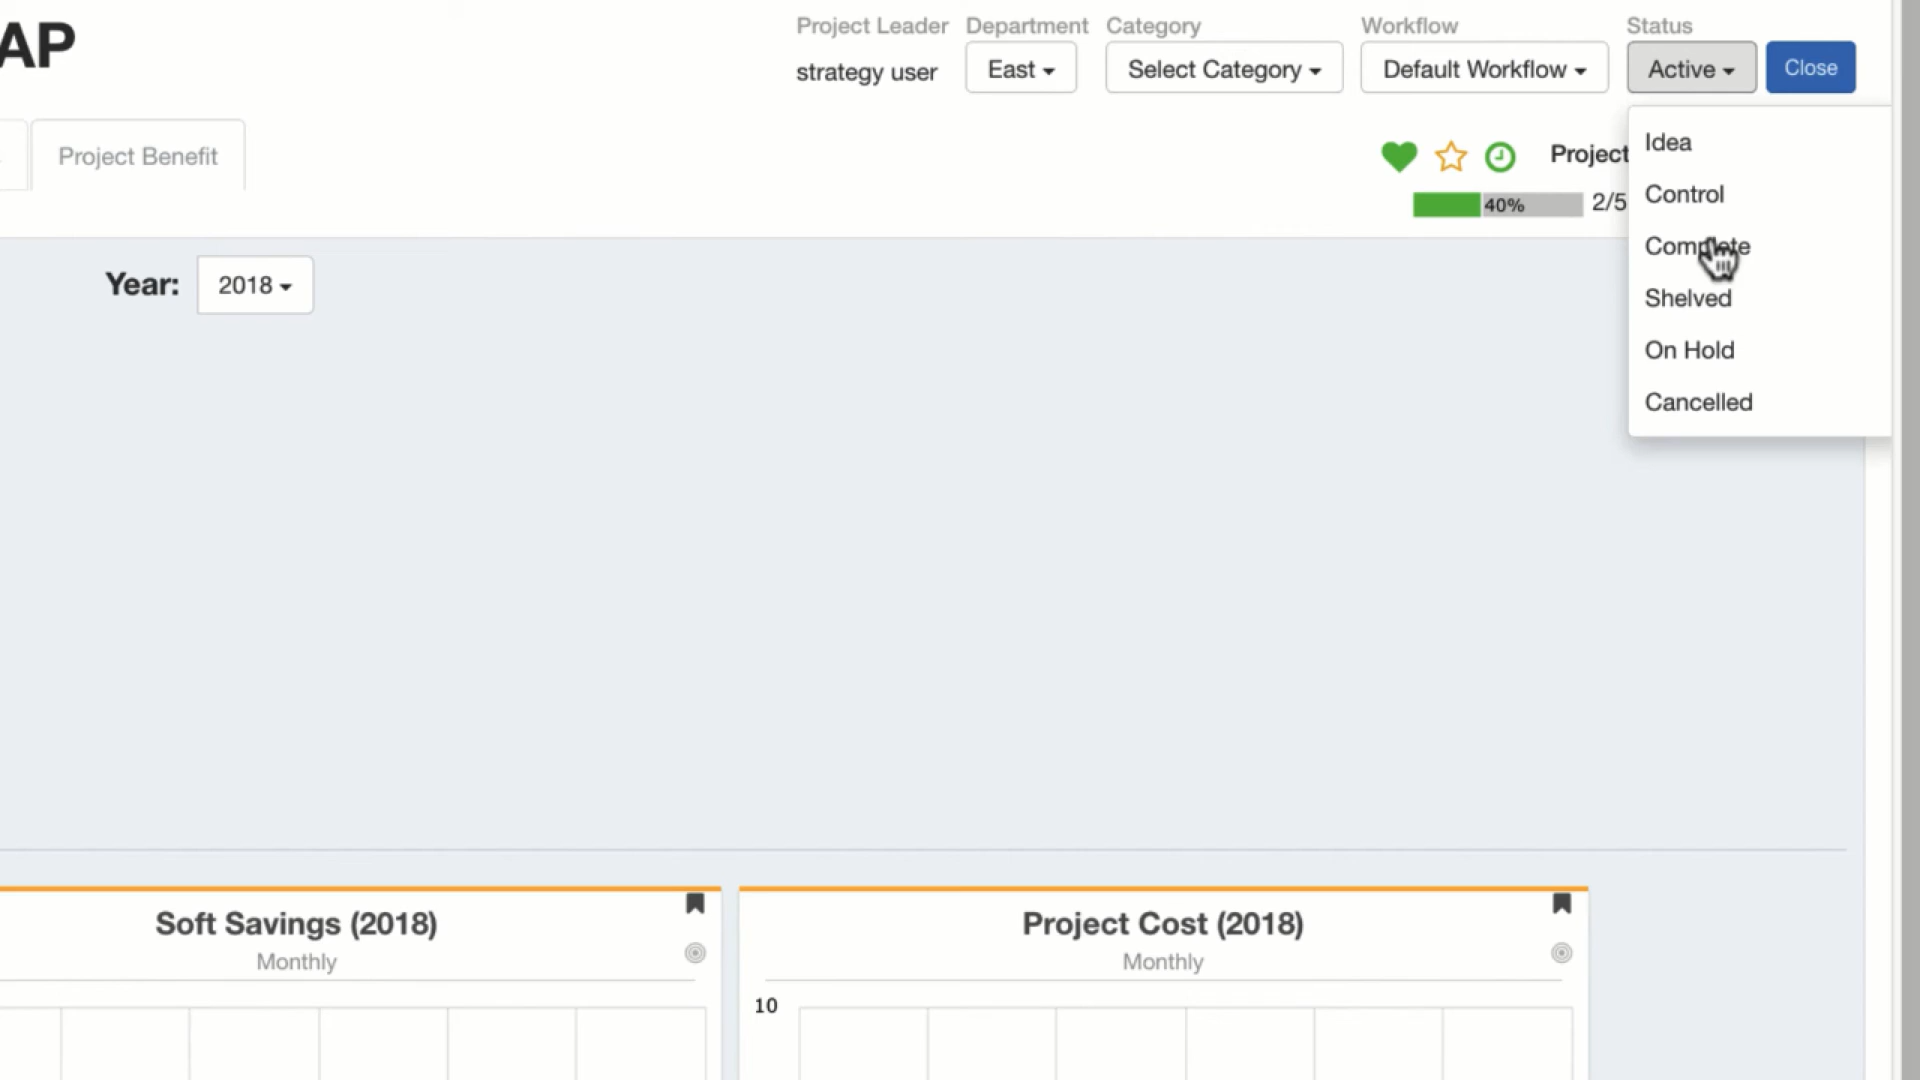 AP
Project Leader Department Category Workflow Status
strategy user East Select Category Default Workflow Active Close
Project Benefit
Project
40% 2/5
Idea
Control
Complete
Shelved
On Hold
Cancelled
Year: 2018
Soft Savings (2018)
Monthly
Project Cost (2018)
Monthly
10